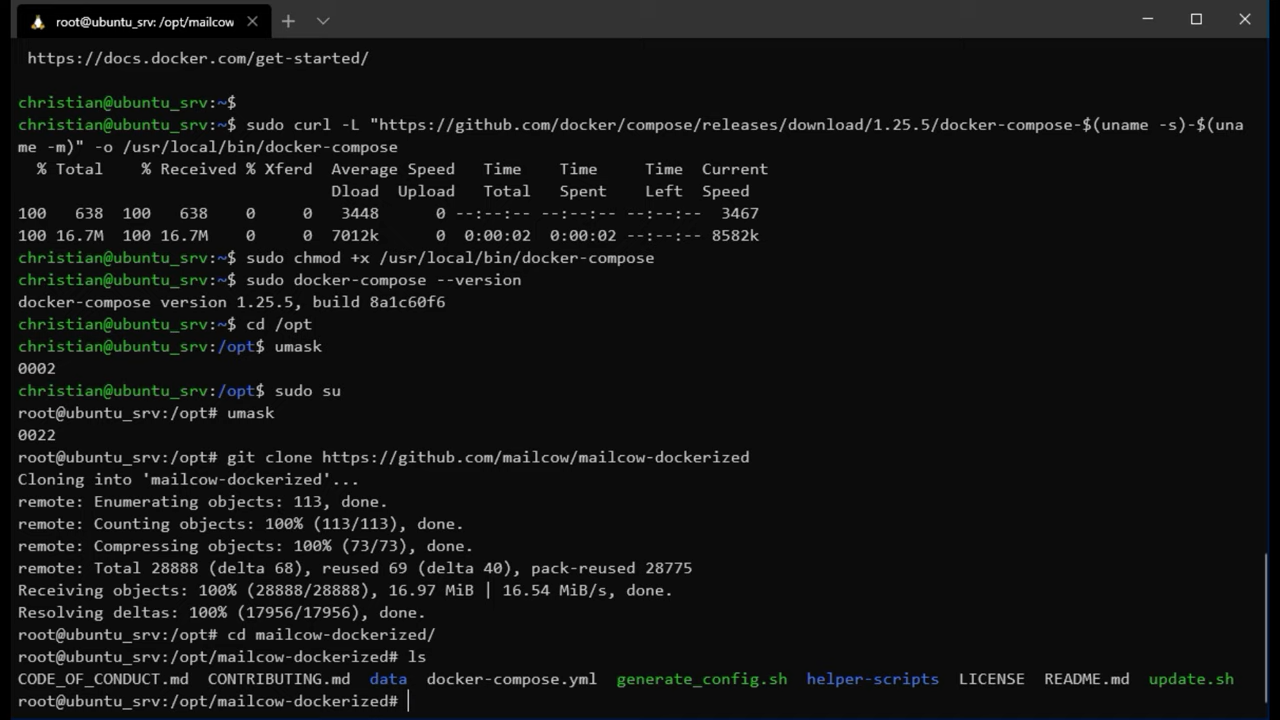 root@ubuntu_srv: /opt/mailcow
https://docs.docker.com/get-started/
christian@ubuntu_srv:~$
christian@ubuntu_srv:~$ sudo curl -L "https://github.com/docker/compose/releases/download/1.25.5/docker-compose-$(uname -s)-$(una
me -m)" -o /usr/local/bin/docker-compose
% Total % Received % Xferd Average Speed Time Time Time Current
Dload Upload Total Spent Left Speed
100 638 100 638 0 0 3448 0 --:--:-- --:--:-- --:--:-- 3467
100 16.7M 100 16.7M 0 0 7012k 0 0:00:02 0:00:02 --:--:-- 8582k
christian@ubuntu_srv:~$ sudo chmod +x /usr/local/bin/docker-compose
christian@ubuntu_srv:~$ sudo docker-compose --version
docker-compose version 1.25.5, build 8a1c60f6
christian@ubuntu_srv:~$ cd /opt
christian@ubuntu_srv:/opt$ umask
0002
christian@ubuntu_srv:/opt$ sudo su
root@ubuntu_srv:/opt# umask
0022
root@ubuntu_srv:/opt# git clone https://github.com/mailcow/mailcow-dockerized
Cloning into 'mailcow-dockerized'...
remote: Enumerating objects: 113, done.
remote: Counting objects: 100% (113/113), done.
remote: Compressing objects: 100% (73/73), done.
remote: Total 28888 (delta 68), reused 69 (delta 40), pack-reused 28775
Receiving objects: 100% (28888/28888), 16.97 MiB | 16.54 MiB/s, done.
Resolving deltas: 100% (17956/17956), done.
root@ubuntu_srv:/opt# cd mailcow-dockerized/
root@ubuntu_srv:/opt/mailcow-dockerized# ls
CODE_OF_CONDUCT.md CONTRIBUTING.md data docker-compose.yml generate_config.sh helper-scripts LICENSE README.md update.sh
root@ubuntu_srv:/opt/mailcow-dockerized#